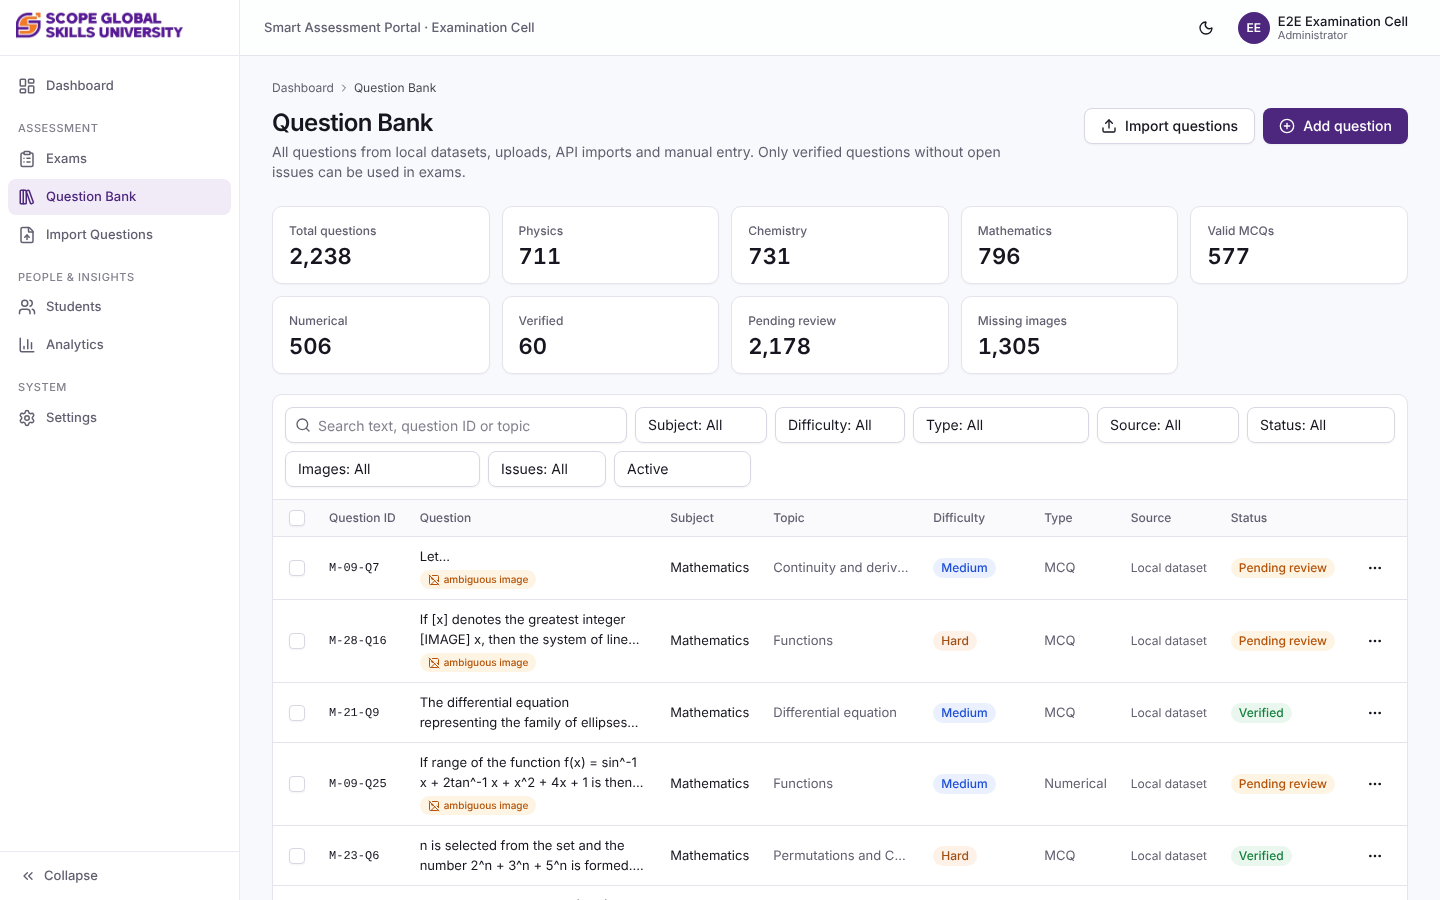 SCOPE GLOBAL
SKILLS UNIVERSITY
Smart Assessment Portal · Examination Cell
EE
E2E Examination Cell
Administrator
Dashboard
ASSESSMENT
Exams
Question Bank
Import Questions
PEOPLE & INSIGHTS
Students
Analytics
SYSTEM
Settings
Collapse
Dashboard > Question Bank
Question Bank
All questions from local datasets, uploads, API imports and manual entry. Only verified questions without open
issues can be used in exams.
Import questions
Add question
Total questions
2,238
Physics
711
Chemistry
731
Mathematics
796
Valid MCQs
577
Numerical
506
Verified
60
Pending review
2,178
Missing images
1,305
Search text, question ID or topic
Subject: All
Difficulty: All
Type: All
Source: All
Status: All
Images: All
Issues: All
Active
Question ID Question Subject Topic Difficulty Type Source Status
M-09-Q7
Let...
ambiguous image
Mathematics
Continuity and deriv...
Medium
MCQ
Local dataset
Pending review
M-28-Q16
If [x] denotes the greatest integer
[IMAGE] x, then the system of line...
ambiguous image
Mathematics
Functions
Hard
MCQ
Local dataset
Pending review
M-21-Q9
The differential equation
representing the family of ellipses...
Mathematics
Differential equation
Medium
MCQ
Local dataset
Verified
M-09-Q25
If range of the function f(x) = sin^-1
x + 2tan^-1 x + x^2 + 4x + 1 is then...
ambiguous image
Mathematics
Functions
Medium
Numerical
Local dataset
Pending review
M-23-Q6
n is selected from the set and the
number 2^n + 3^n + 5^n is formed....
Mathematics
Permutations and C...
Hard
MCQ
Local dataset
Verified